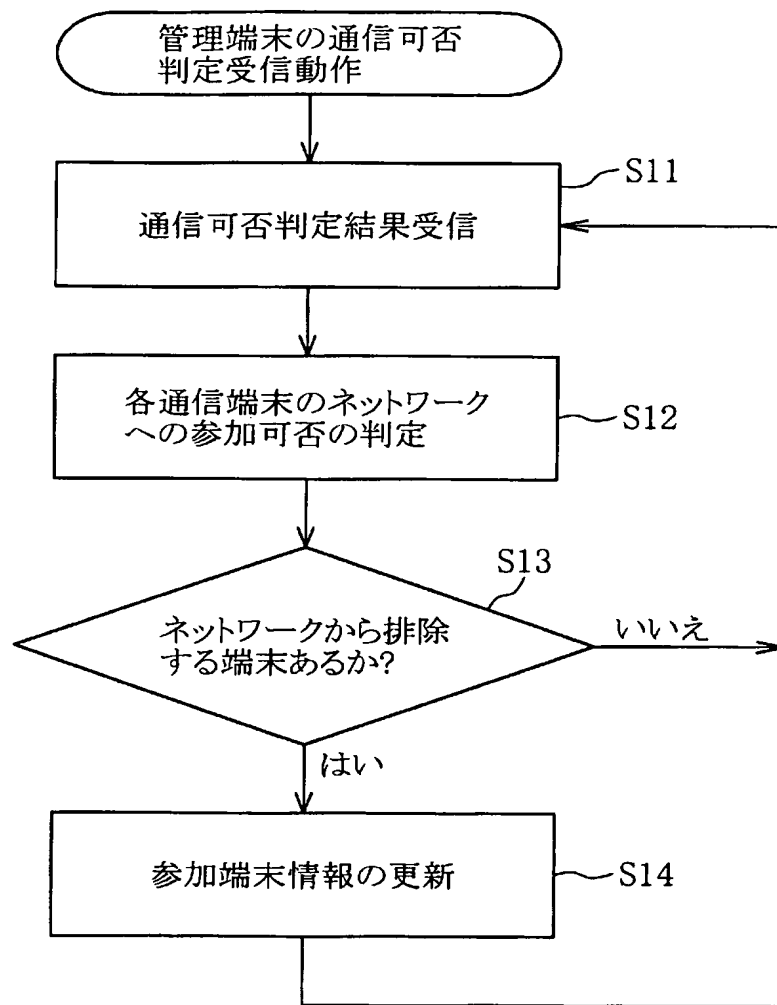 管理端末の通信可否
判定受信動作
S11
通信可否判定結果受信
各通信端末のネットワーク
への参加可否の判定
S12
S13
ネットワークから排除
する端末あるか?
いいえ
はい
参加端末情報の更新
S14